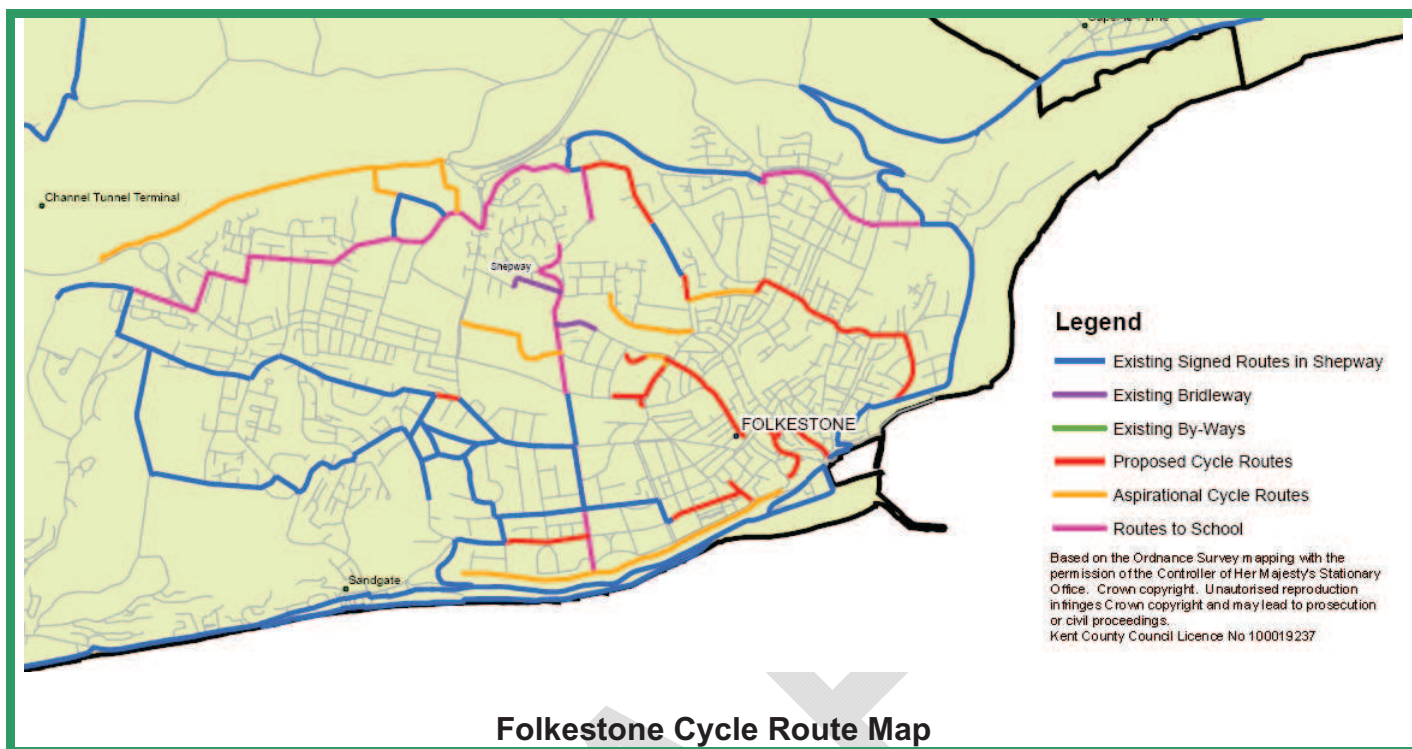 Channel Tunnel Terminal
Shepway
FOLKESTONE
Sandgate
Legend
Existing Signed Routes in Shepway
Existing Bridleway
Existing By-Ways
Proposed Cycle Routes
Aspirational Cycle Routes
Routes to School
Based on the Ordnance Survey mapping with the
permission of the Controller of Her Majesty's Stationary
Office. Crown copyright. Unautorised reproduction
infringes Crown copyright and may lead to prosecution
or civil proceedings.
Kent County Council Licence No 100019237
Folkestone Cycle Route Map